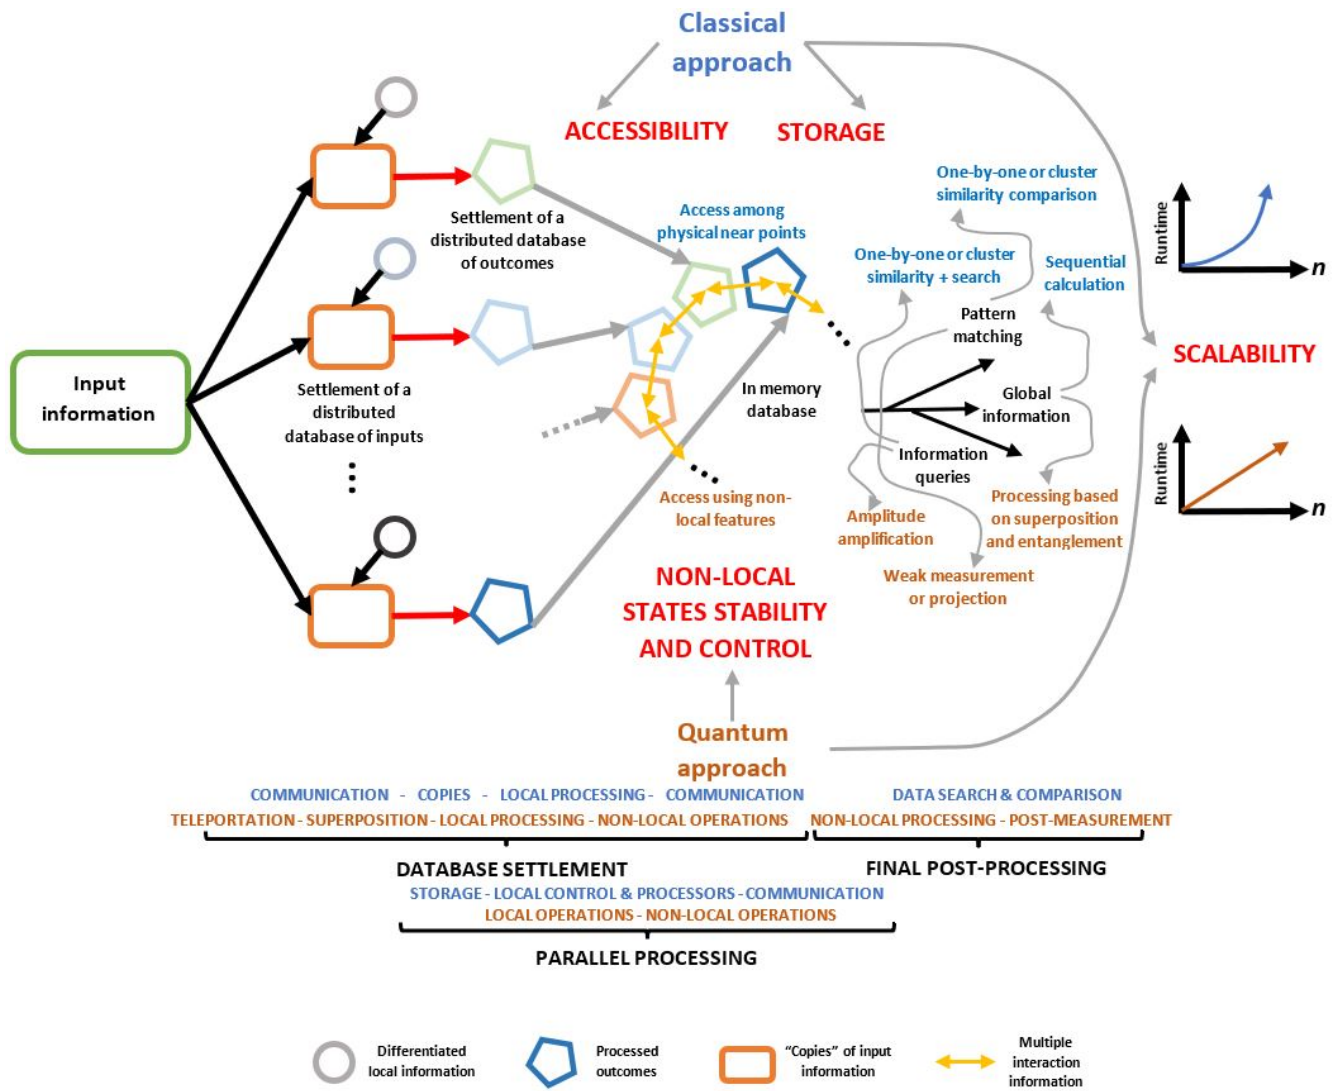 Classical
approach
ACCESSIBILITY
STORAGE
One-by-one or cluster
similarity comparison
Settlement of a
distributed database
of outcomes
Access among
physical near points
One-by-one or cluster
similarity + search
Sequential
calculation
Runtime
n
Pattern
matching
SCALABILITY
Input
information
Settlement of a
distributed
database of inputs
In memory
database
Global
information
Information
queries
Access using non-
local features
Amplitude
amplification
Processing based
on superposition
and entanglement
Runtime
n
Weak measurement
or projection
NON-LOCAL
STATES STABILITY
AND CONTROL
Quantum
approach
COMMUNICATION - COPIES - LOCAL PROCESSING - COMMUNICATION
DATA SEARCH & COMPARISON
TELEPORTATION - SUPERPOSITION - LOCAL PROCESSING - NON-LOCAL OPERATIONS
NON-LOCAL PROCESSING - POST-MEASUREMENT
DATABASE SETTLEMENT
FINAL POST-PROCESSING
STORAGE - LOCAL CONTROL & PROCESSORS - COMMUNICATION
LOCAL OPERATIONS - NON-LOCAL OPERATIONS
PARALLEL PROCESSING
Differentiated
local information
Processed
outcomes
“Copies” of input
information
Multiple
interaction
information